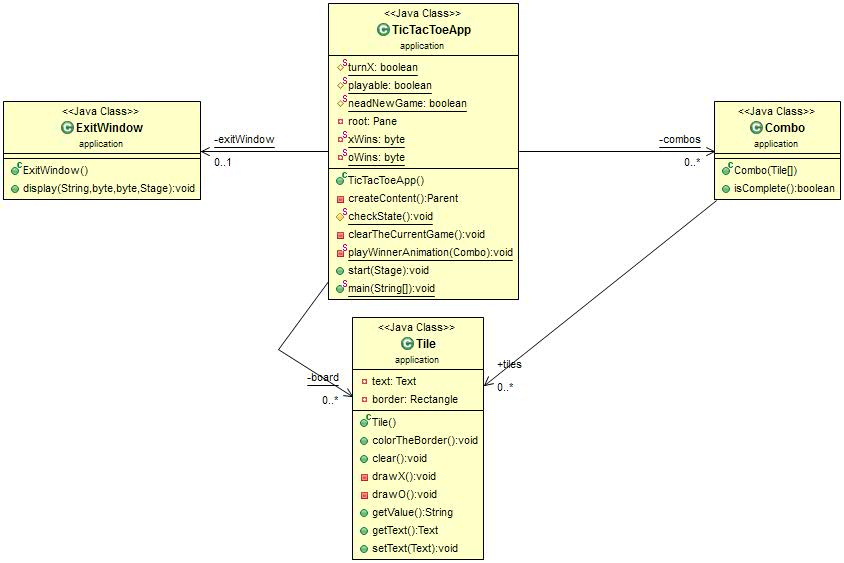 <<Java Class>>
TicTacToeApp
application
turnX: boolean
playable: boolean
neadNewGame: boolean
root: Pane
xWins: byte
oWins: byte
TicTacToeApp()
createContent():Parent
checkState():void
clearTheCurrentGame():void
playWinnerAnimation(Combo):void
start(Stage):void
main(String[]):void
<<Java Class>>
ExitWindow
application
ExitWindow()
display(String,byte,byte,Stage):void
-exitWindow
0..1
-combos
0..*
<<Java Class>>
Combo
application
Combo(Tile[])
isComplete():boolean
-board
0..*
+tiles
0..*
<<Java Class>>
Tile
application
text: Text
border: Rectangle
Tile()
colorTheBorder():void
clear():void
drawX():void
drawO():void
getValue():String
getText():Text
setText(Text):void